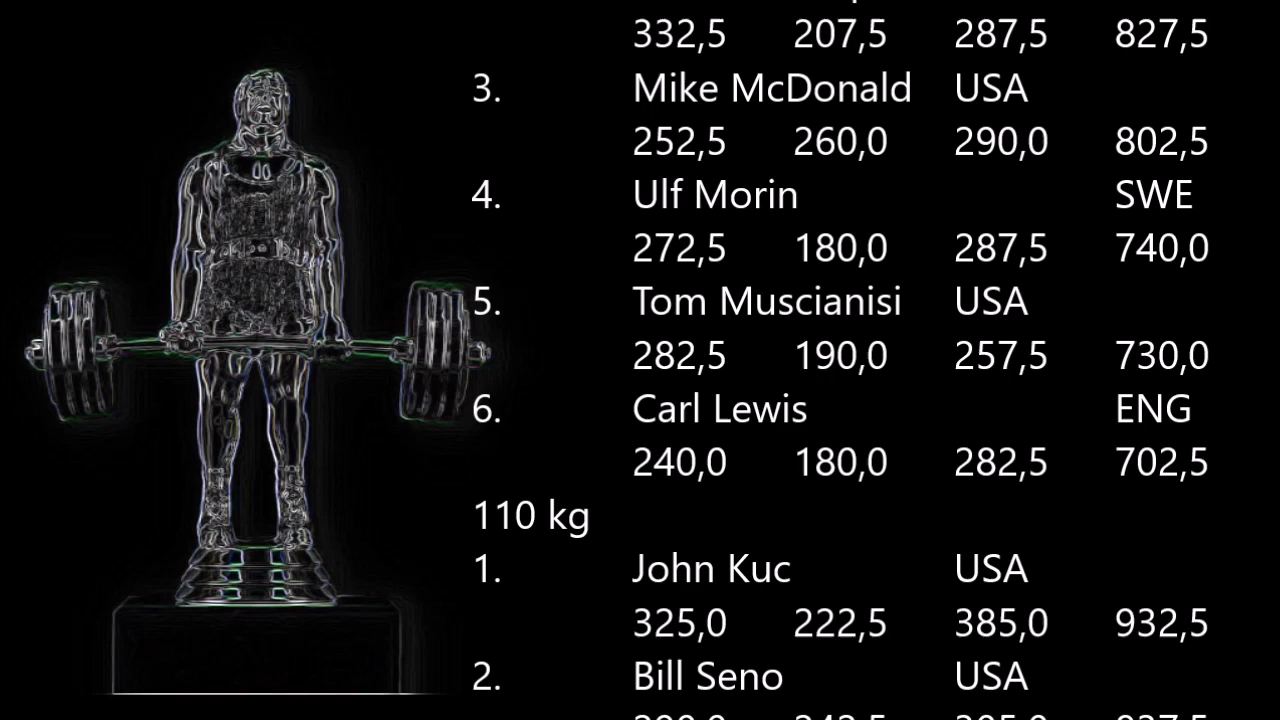 332,5 207,5 287,5 827,5
3. Mike McDonald USA
252,5 260,0 290,0 802,5
4. Ulf Morin SWE
272,5 180,0 287,5 740,0
5. Tom Muscianisi USA
282,5 190,0 257,5 730,0
6. Carl Lewis ENG
240,0 180,0 282,5 702,5
110 kg
1. John Kuc USA
325,0 222,5 385,0 932,5
2. Bill Seno USA